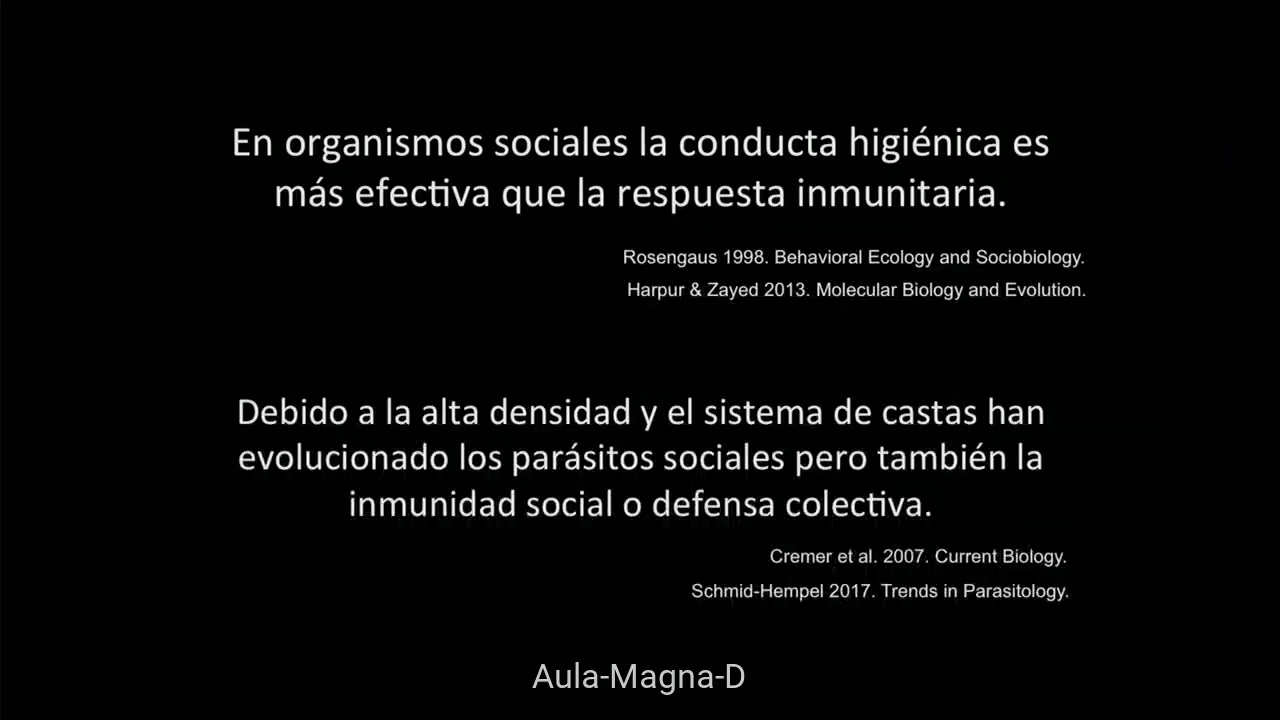 En organismos sociales la conducta higiénica es
más efectiva que la respuesta inmunitaria.
Rosengaus 1998. Behavioral Ecology and Sociobiology.
Harpur & Zayed 2013. Molecular Biology and Evolution.
Debido a la alta densidad y el sistema de castas han
evolucionado los parásitos sociales pero también la
inmunidad social o defensa colectiva.
Cremer et al. 2007. Current Biology.
Schmid-Hempel 2017. Trends in Parasitology.
Aula-Magna-D